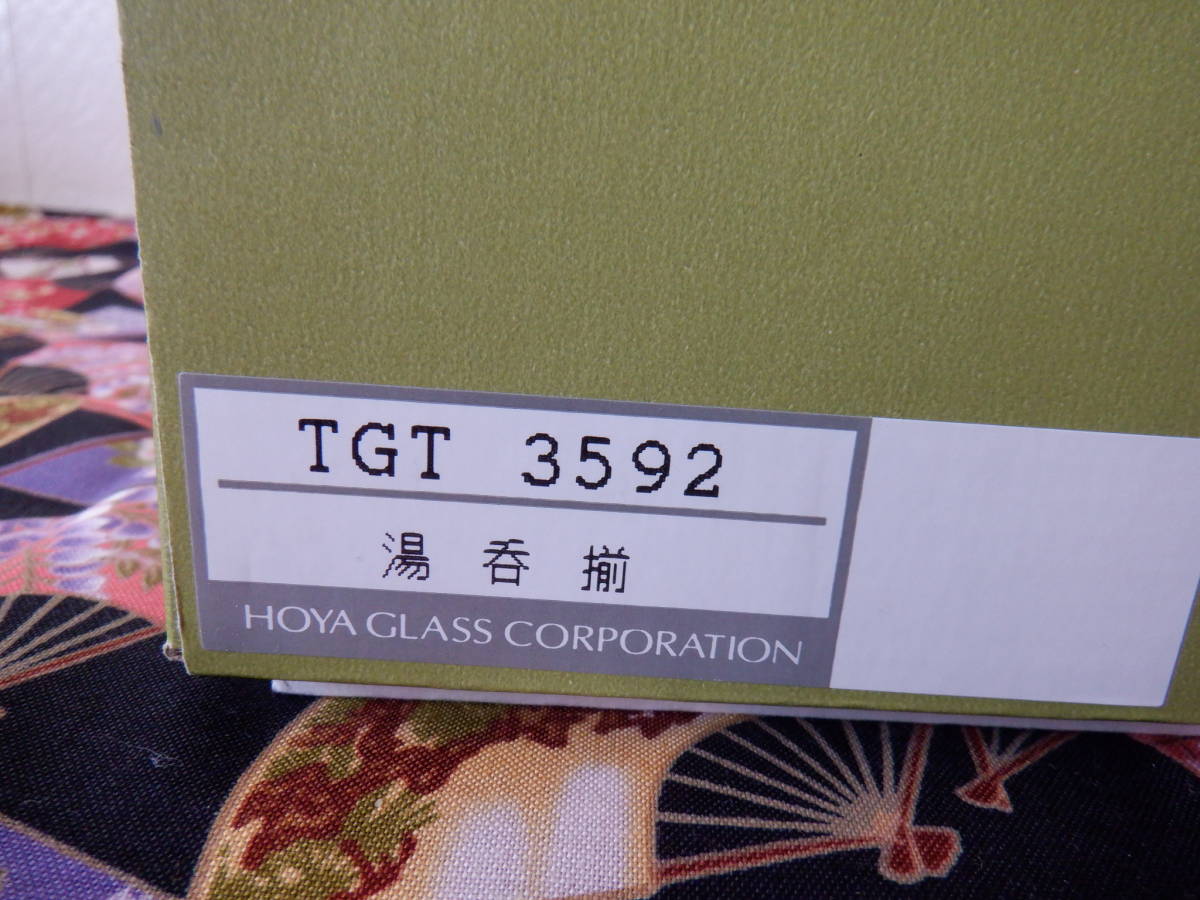 TGT 3592
湯呑揃
HOYA GLASS CORPORATION